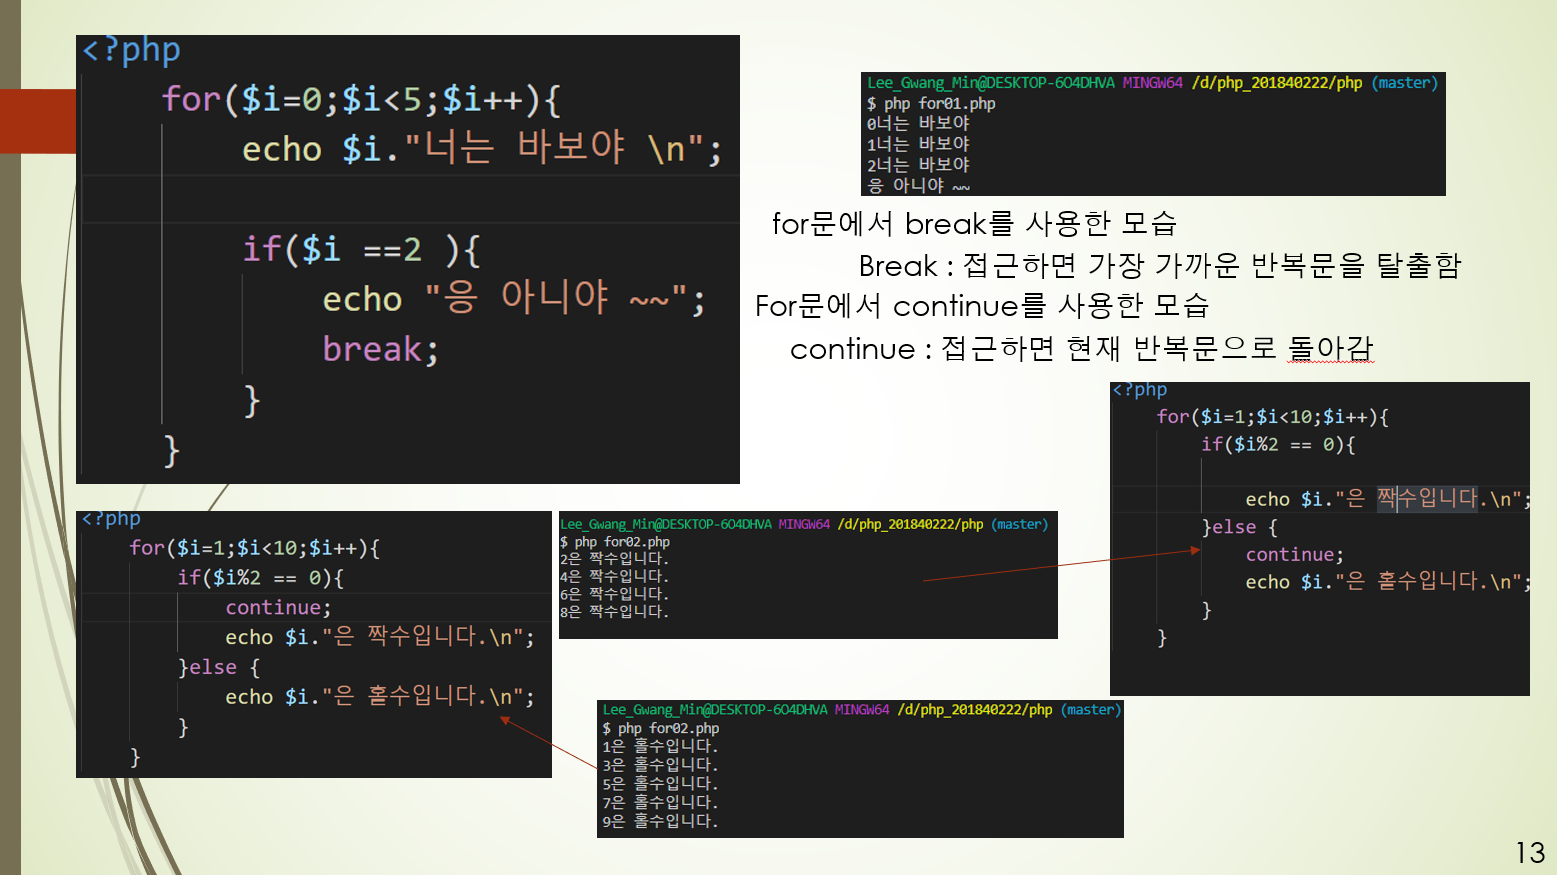 <?php
for($i=0;$i<5;$i++){
echo $i."너는 바보야 \n";
if($i ==2 ){
echo "응 아니야 ~~";
break;
}
}
Lee_Gwang_Min@DESKTOP-6O4DHVA MINGW64 /d/php_201840222/php (master)
$ php for01.php
0너는 바보야
1너는 바보야
2너는 바보야
응 아니야 ~~
for문에서 break를 사용한 모습
Break : 접근하면 가장 가까운 반복문을 탈출함
For문에서 continue를 사용한 모습
continue : 접근하면 현재 반복문으로 돌아감
<?php
for($i=1;$i<10;$i++){
if($i%2 == 0){
echo $i."은 짝수입니다.\n";
}else {
continue;
echo $i."은 홀수입니다.\n";
}
}
<?php
for($i=1;$i<10;$i++){
if($i%2 == 0){
continue;
echo $i."은 짝수입니다.\n";
}else {
echo $i."은 홀수입니다.\n";
}
}
Lee_Gwang_Min@DESKTOP-6O4DHVA MINGW64 /d/php_201840222/php (master)
$ php for02.php
2은 짝수입니다.
4은 짝수입니다.
6은 짝수입니다.
8은 짝수입니다.
Lee_Gwang_Min@DESKTOP-6O4DHVA MINGW64 /d/php_201840222/php (master)
$ php for02.php
1은 홀수입니다.
3은 홀수입니다.
5은 홀수입니다.
7은 홀수입니다.
9은 홀수입니다.
13